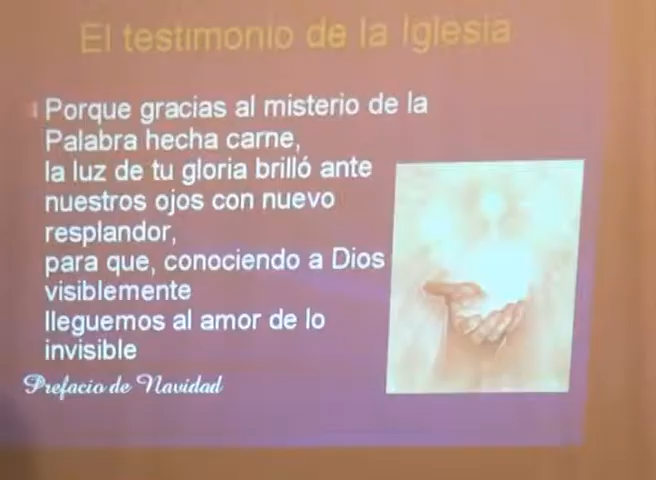 El testimonio de la Iglesia
Porque gracias al misterio de la
Palabra hecha carne,
la luz de tu gloria brilló ante
nuestros ojos con nuevo
resplandor,
para que, conociendo a Dios
visiblemente
lleguemos al amor de lo
invisible
Prefacio de Navidad